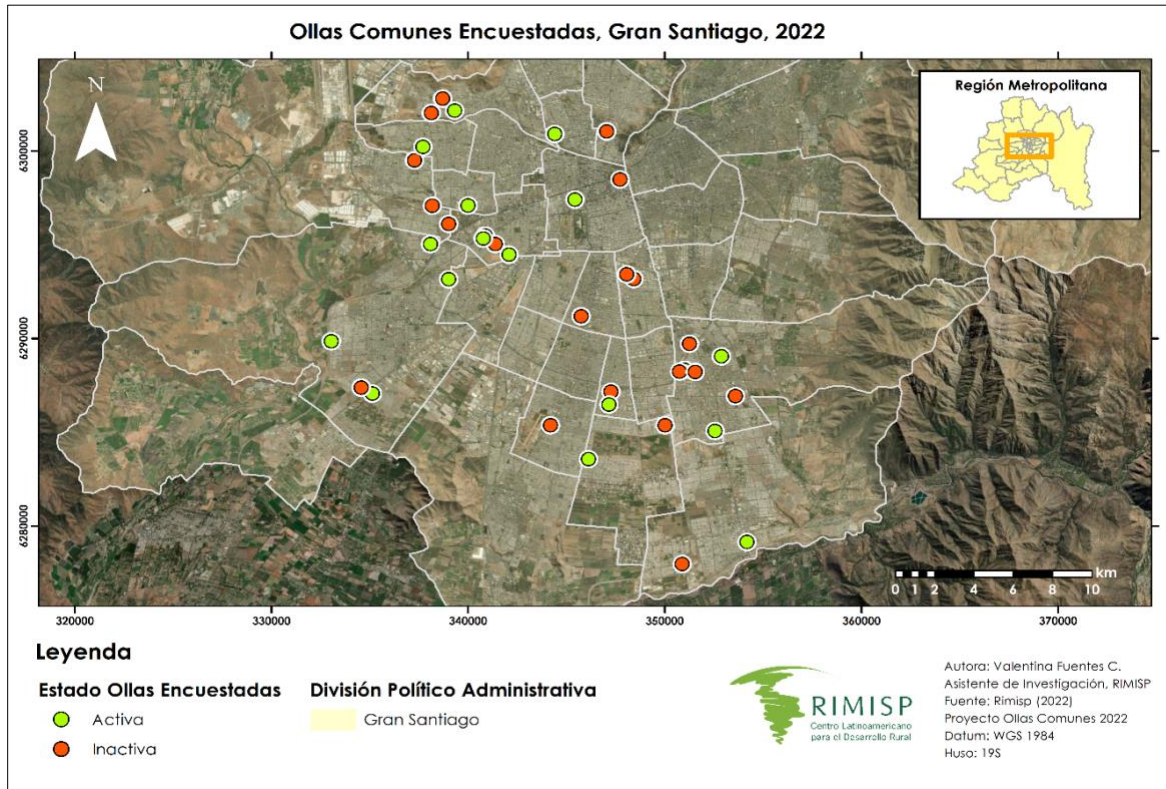 Ollas Comunes Encuestadas, Gran Santiago, 2022
N
Región Metropolitana
6300000
6290000
6280000
km
0 1 2 4 6 8 10
320000 330000 340000 350000 360000 370000
Leyenda
Estado Ollas Encuestadas
Activa
Inactiva
División Político Administrativa
Gran Santiago
RIMISP
Centro Latinoamericano
para el Desarrollo Rural
Autora: Valentina Fuentes C.
Asistente de Investigación, RIMISP
Fuente: Rimisp (2022)
Proyecto Ollas Comunes 2022
Datum: WGS 1984
Huso: 19S